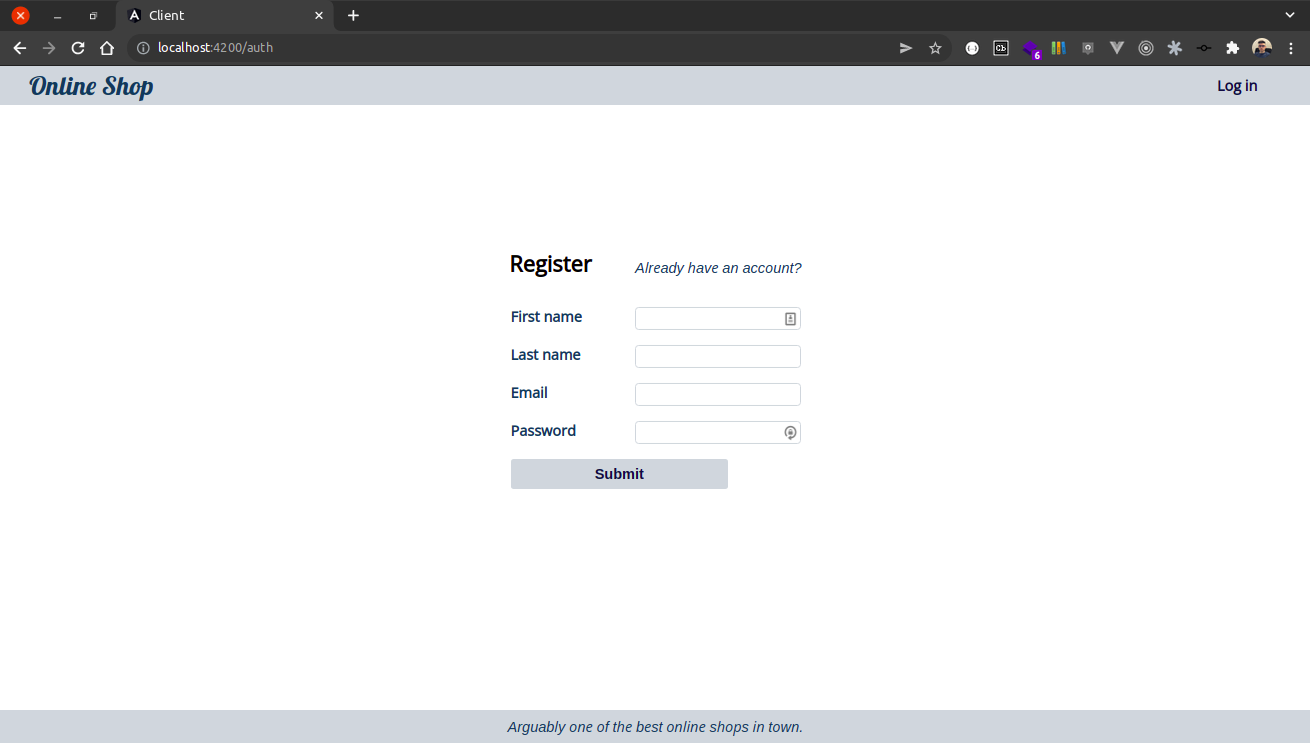 Client
localhost:4200/auth
6
Online Shop
Log in
Register
Already have an account?
First name
Last name
Email
Password
Submit
Arguably one of the best online shops in town.